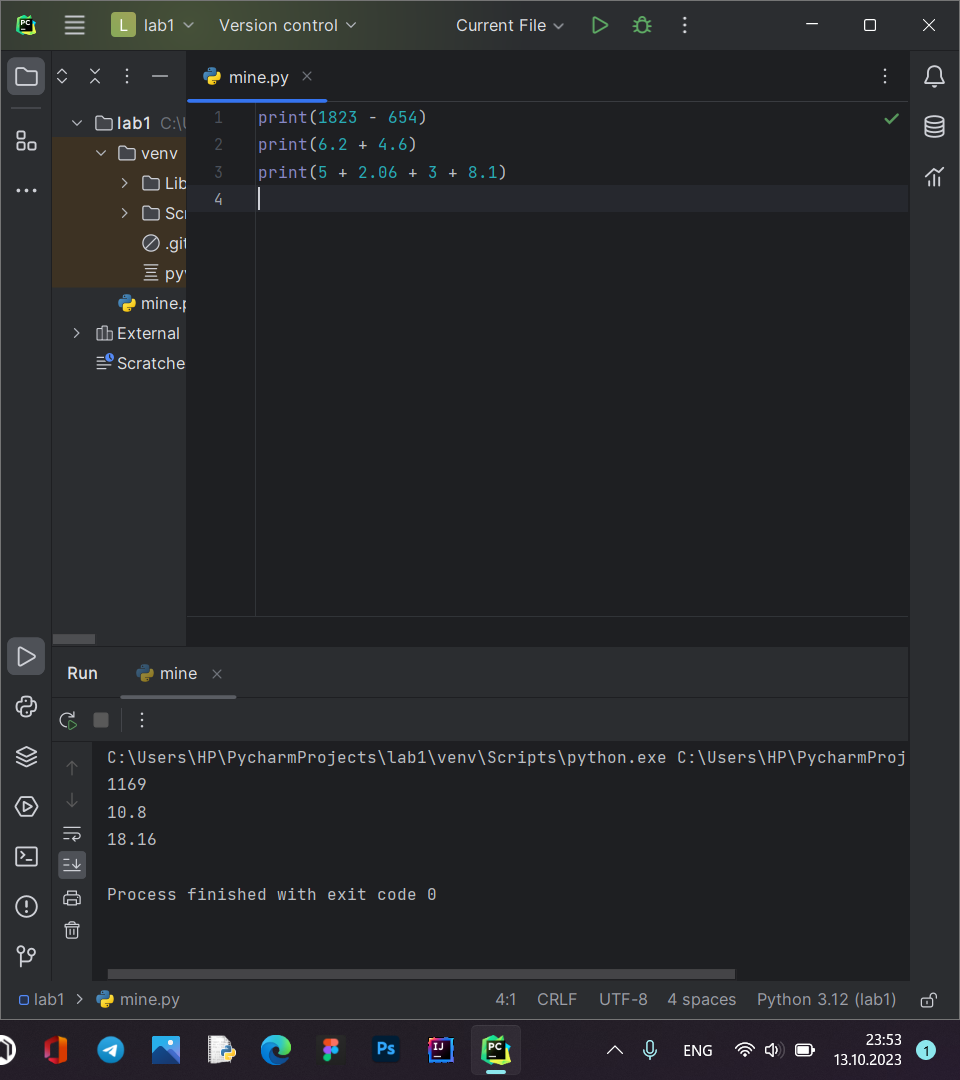 L lab1 Version control Current File
mine.py
lab1 C:\U
venv
Lib
Scr
.git
pyv
mine.p
External
Scratche
1 print(1823 - 654)
2 print(6.2 + 4.6)
3 print(5 + 2.06 + 3 + 8.1)
4
Run mine
C:\Users\HP\PycharmProjects\lab1\venv\Scripts\python.exe C:\Users\HP\PycharmProj
1169
10.8
18.16
Process finished with exit code 0
lab1 > mine.py 4:1 CRLF UTF-8 4 spaces Python 3.12 (lab1)
Ps IJ PC ENG 23:53
13.10.2023 1